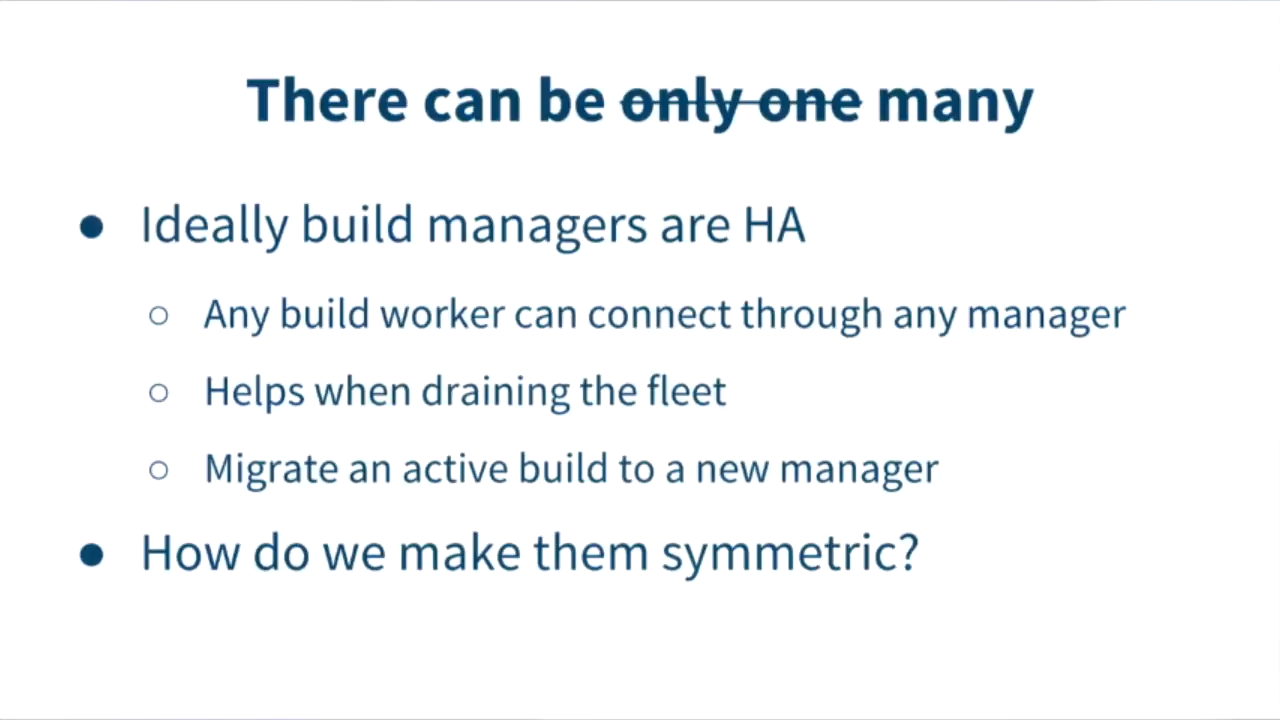 There can be only one many
Ideally build managers are HA
Any build worker can connect through any manager
Helps when draining the fleet
Migrate an active build to a new manager
How do we make them symmetric?